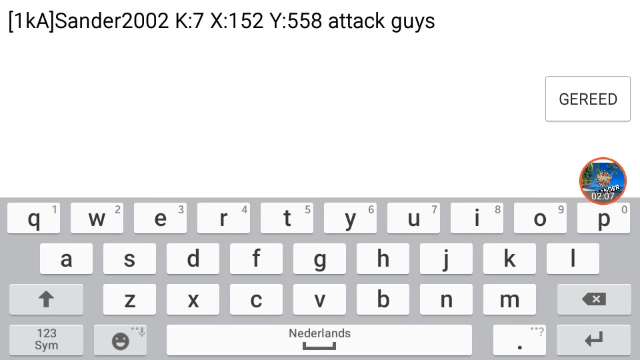 [1kA]Sander2002 K:7 X:152 Y:558 attack guys
GEREED
02:07
q 1 w 2 e 3 r 4 t 5 y 6 u 7 i 8 o 9 p 0
a s d f g h j k l
z x c v b n m
123
Sym
Nederlands
. ?